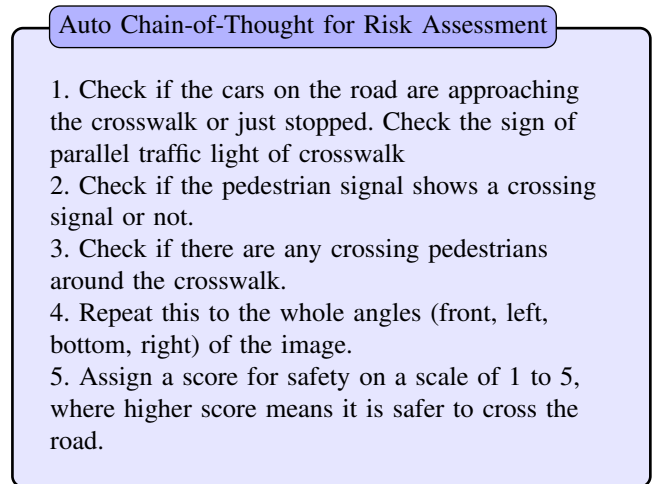 Auto Chain-of-Thought for Risk Assessment
1. Check if the cars on the road are approaching
the crosswalk or just stopped. Check the sign of
parallel traffic light of crosswalk
2. Check if the pedestrian signal shows a crossing
signal or not.
3. Check if there are any crossing pedestrians
around the crosswalk.
4. Repeat this to the whole angles (front, left,
bottom, right) of the image.
5. Assign a score for safety on a scale of 1 to 5,
where higher score means it is safer to cross the
road.